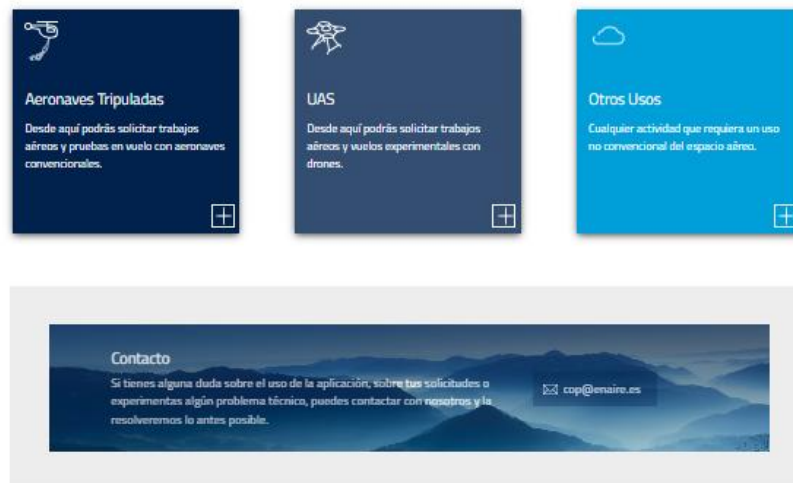 Aeronaves Tripuladas
Desde aquí podrás solicitar trabajos
aéreos y pruebas en vuelo con aeronaves
convencionales.
UAS
Desde aquí podrás solicitar trabajos
aéreos y vuelos experimentales con
drones.
Otros Usos
Cualquier actividad que requiera un uso
no convencional del espacio aéreo.
Contacto
Si tienes alguna duda sobre el uso de la aplicación, sobre tus solicitudes o
experimentas algún problema técnico, puedes contactar con nosotros y la
resolveremos lo antes posible.
cop@enaire.es